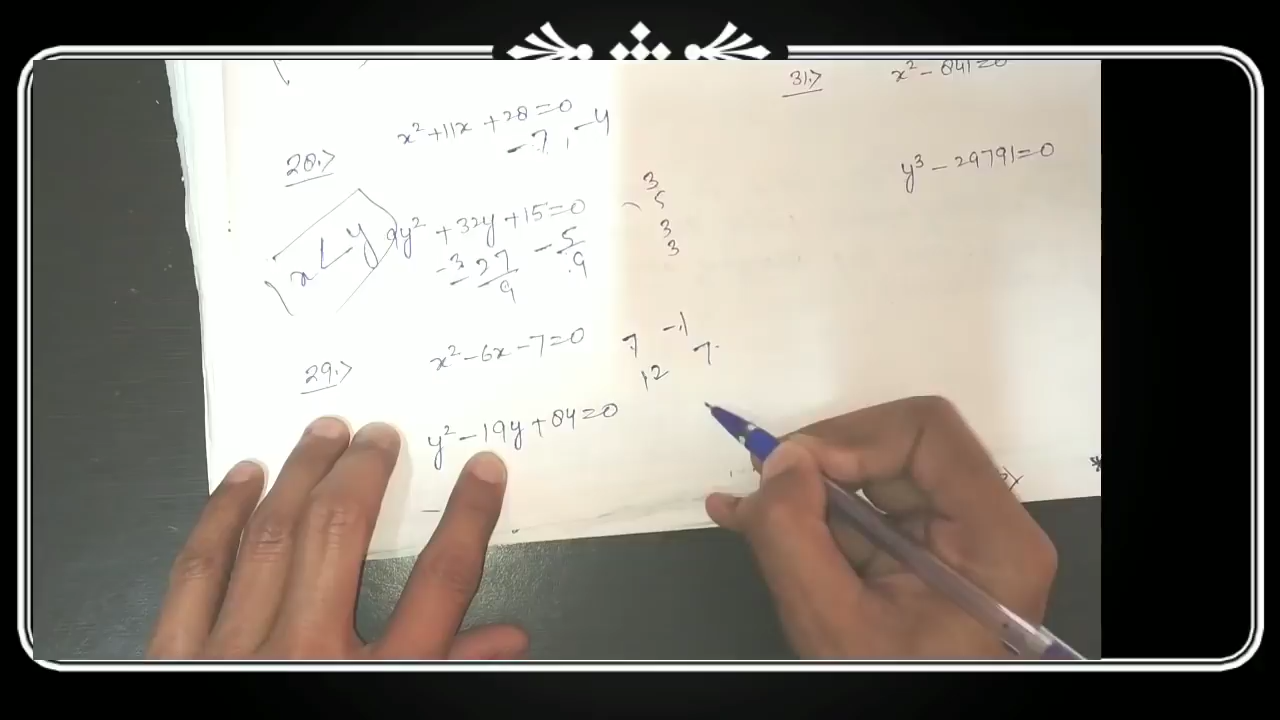 28.>
x²+11x+28=0
-7, -4
9y²+32y+15=0
x<y
-3 27/9 -5/9
3
5
3
3
29.>
x²-6x-7=0
7 -1
y²-19y+84=0
12 7
31.>
x²-841=0
y³-29791=0